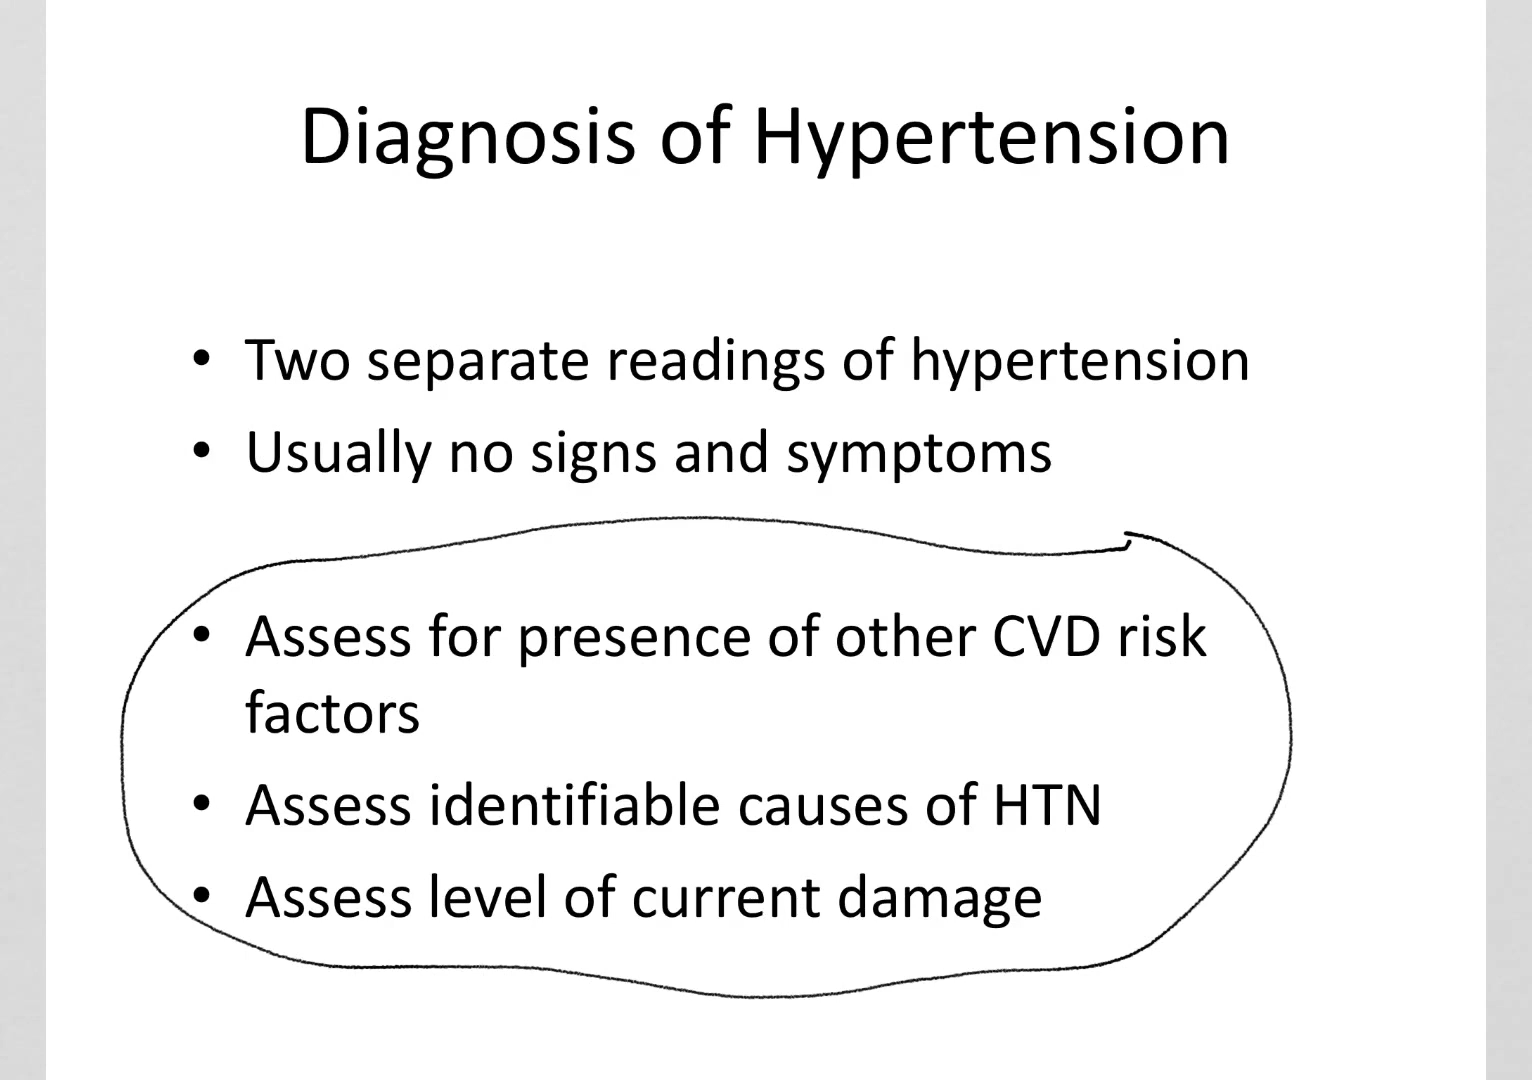 Diagnosis of Hypertension
• Two separate readings of hypertension
• Usually no signs and symptoms
• Assess for presence of other CVD risk
factors
• Assess identifiable causes of HTN
• Assess level of current damage